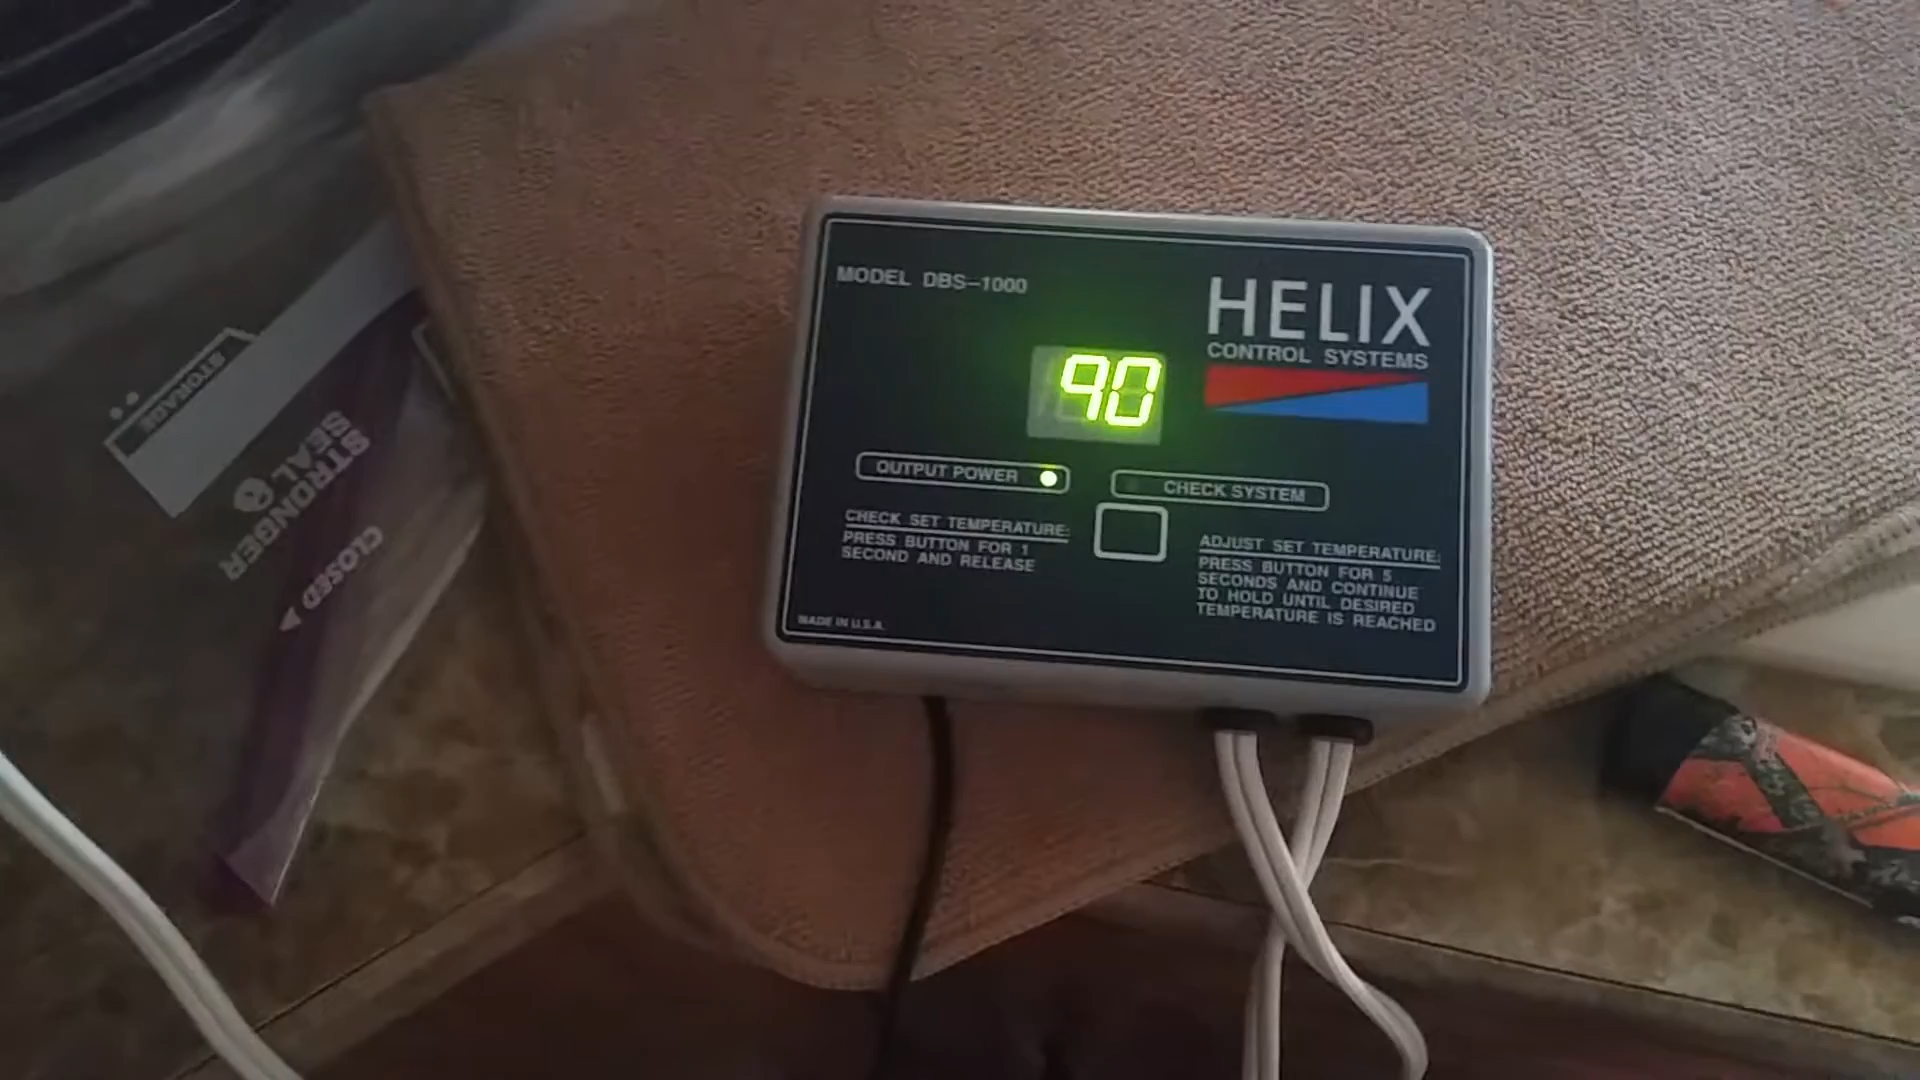 MODEL DBS-1000
HELIX
CONTROL SYSTEMS
90
OUTPUT POWER
CHECK SYSTEM
CHECK SET TEMPERATURE:
PRESS BUTTON FOR 1
SECOND AND RELEASE
ADJUST SET TEMPERATURE:
PRESS BUTTON FOR 5
SECONDS AND CONTINUE
TO HOLD UNTIL DESIRED
TEMPERATURE IS REACHED
MADE IN U.S.A.
STORAGE
STRONGER
SEAL
CLOSED